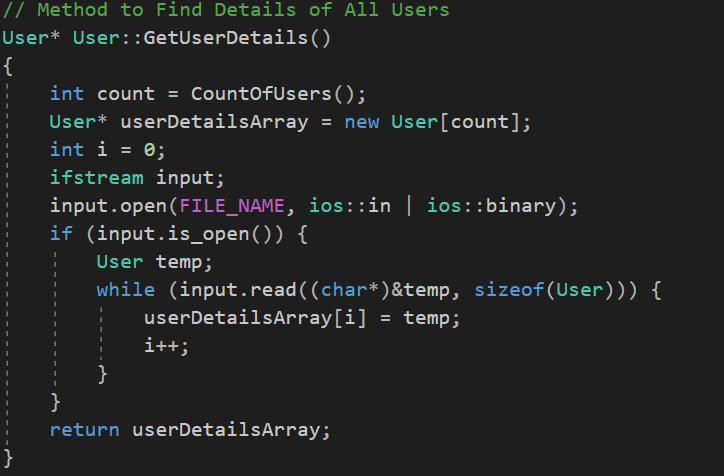 // Method to Find Details of All Users
User* User::GetUserDetails()
{
    int count = CountOfUsers();
    User* userDetailsArray = new User[count];
    int i = 0;
    ifstream input;
    input.open(FILE_NAME, ios::in | ios::binary);
    if (input.is_open()) {
        User temp;
        while (input.read((char*)&temp, sizeof(User))) {
            userDetailsArray[i] = temp;
            i++;
        }
    }
    return userDetailsArray;
}